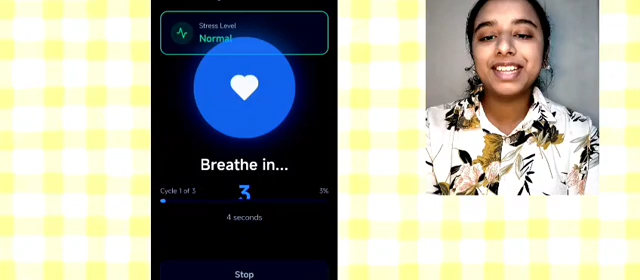 Stress Level
Normal
Breathe in...
Cycle 1 of 3
3
3%
4 seconds
Stop